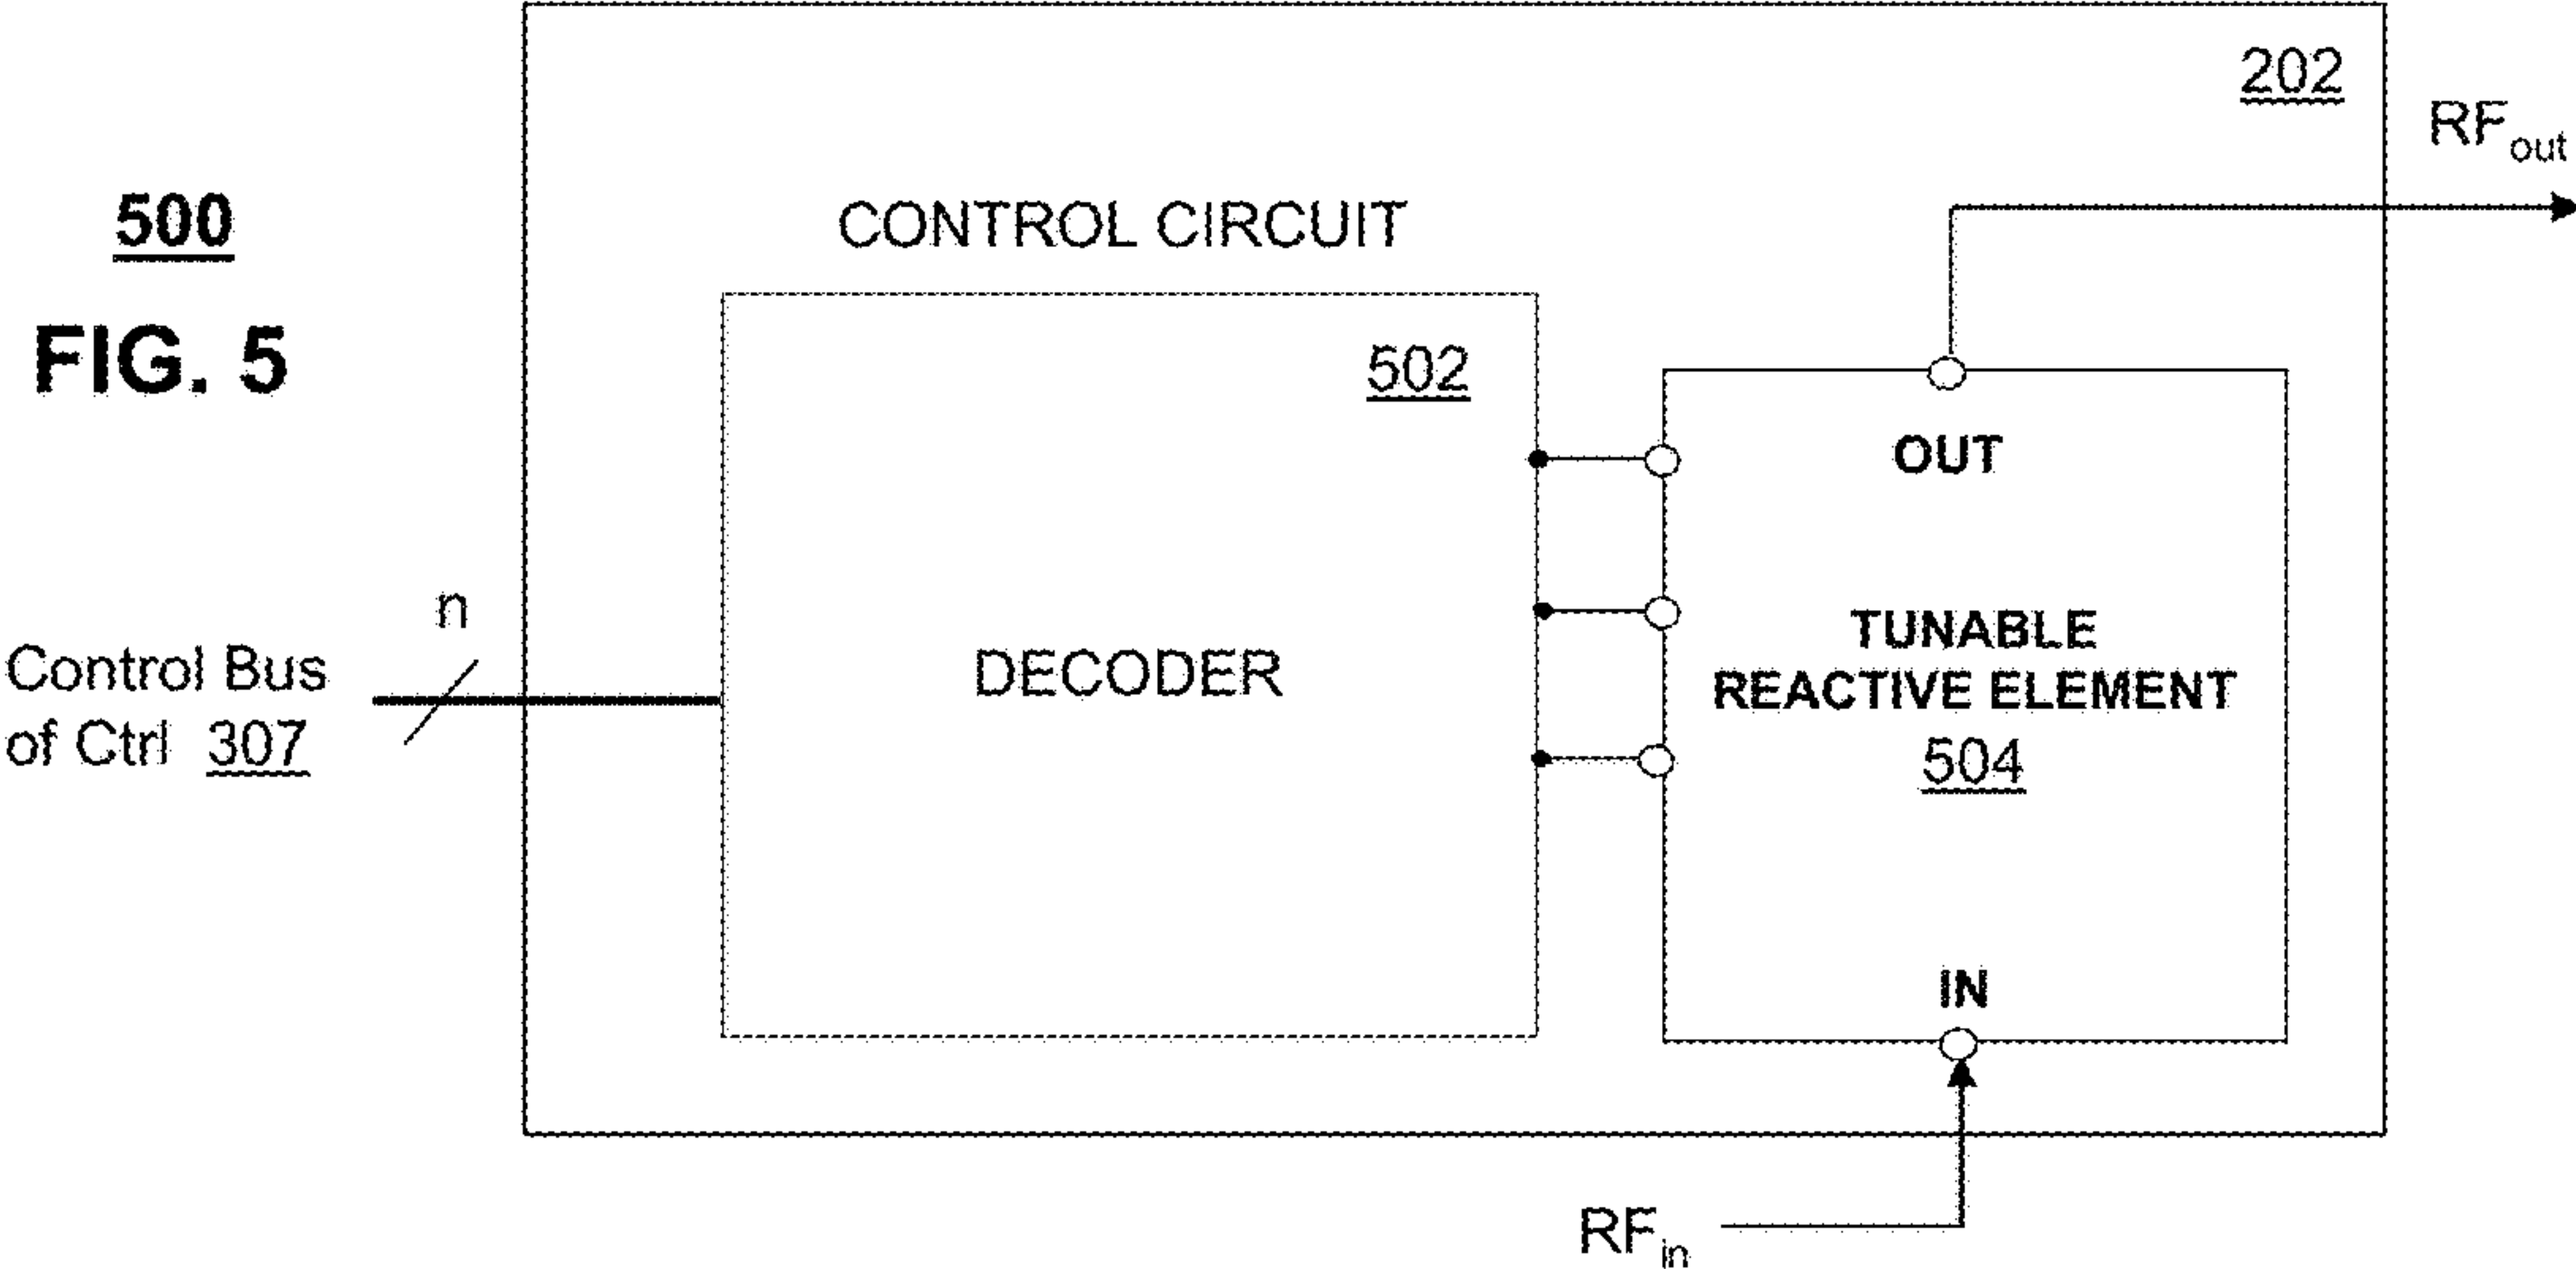 202
RFout
500
FIG. 5
CONTROL CIRCUIT
502
OUT
n
Control Bus
of Ctrl 307
DECODER
TUNABLE
REACTIVE ELEMENT
504
IN
RFin